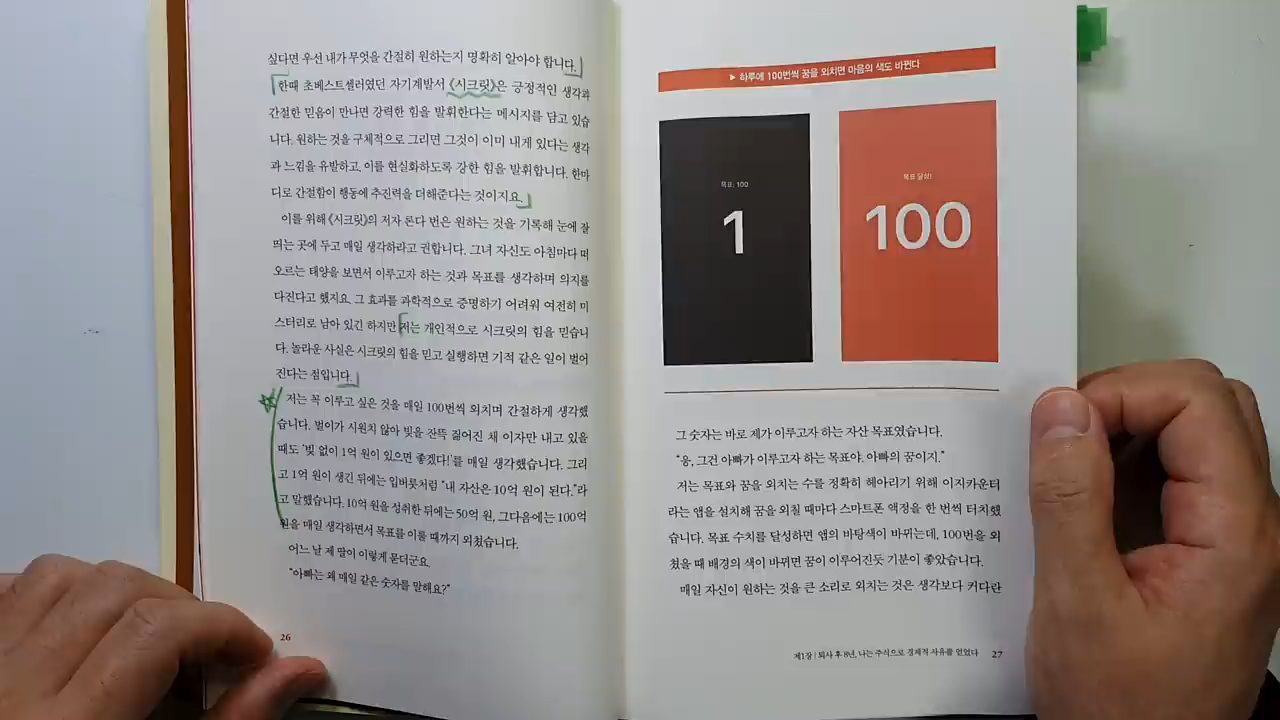 싶다면 우선 내가 무엇을 간절히 원하는지 명확히 알아야 합니다.
한때 초베스트셀러였던 자기계발서 《시크릿》은 긍정적인 생각과
간절한 믿음이 만나면 강력한 힘을 발휘한다는 메시지를 담고 있습
니다. 원하는 것을 구체적으로 그리면 그것이 이미 내게 있다는 생각
과 느낌을 유발하고, 이를 현실화하도록 강한 힘을 발휘합니다. 한마
디로 간절함이 행동에 추진력을 더해준다는 것이지요.
이를 위해 《시크릿》의 저자 론다 번은 원하는 것을 기록해 눈에 잘
띄는 곳에 두고 매일 생각하라고 권합니다. 그녀 자신도 아침마다 떠
오르는 태양을 보면서 이루고자 하는 것과 목표를 생각하며 의지를
다진다고 했지요. 그 효과를 과학적으로 증명하기 어려워 여전히 미
스터리로 남아 있긴 하지만 저는 개인적으로 시크릿의 힘을 믿습니
다. 놀라운 사실은 시크릿의 힘을 믿고 실행하면 기적 같은 일이 벌어
진다는 점입니다.
저는 꼭 이루고 싶은 것을 매일 100번씩 외치며 간절하게 생각했
습니다. 벌이가 시원치 않아 빚을 잔뜩 짊어진 채 이자만 내고 있을
때도 '빚 없이 1억 원이 있으면 좋겠다!'를 매일 생각했습니다. 그리
고 1억 원이 생긴 뒤에는 입버릇처럼 "내 자산은 10억 원이 된다."라
고 말했습니다. 10억 원을 성취한 뒤에는 50억 원, 그다음에는 100억
원을 매일 생각하면서 목표를 이룰 때까지 외쳤습니다.
어느 날 제 딸이 이렇게 묻더군요.
"아빠는 왜 매일 같은 숫자를 말해요?"
26
▶ 하루에 100번씩 꿈을 외치면 마음의 색도 바뀐다
목표: 100
1
목표 달성!
100
그 숫자는 바로 제가 이루고자 하는 자산 목표였습니다.
"응, 그건 아빠가 이루고자 하는 목표야. 아빠의 꿈이지."
저는 목표와 꿈을 외치는 수를 정확히 헤아리기 위해 이지카운터
라는 앱을 설치해 꿈을 외칠 때마다 스마트폰 액정을 한 번씩 터치했
습니다. 목표 수치를 달성하면 앱의 바탕색이 바뀌는데, 100번을 외
쳤을 때 배경의 색이 바뀌면 꿈이 이루어진듯 기분이 좋았습니다.
매일 자신이 원하는 것을 큰 소리로 외치는 것은 생각보다 커다란
제1장 | 퇴사 후 8년, 나는 주식으로 경제적 자유를 얻었다 27